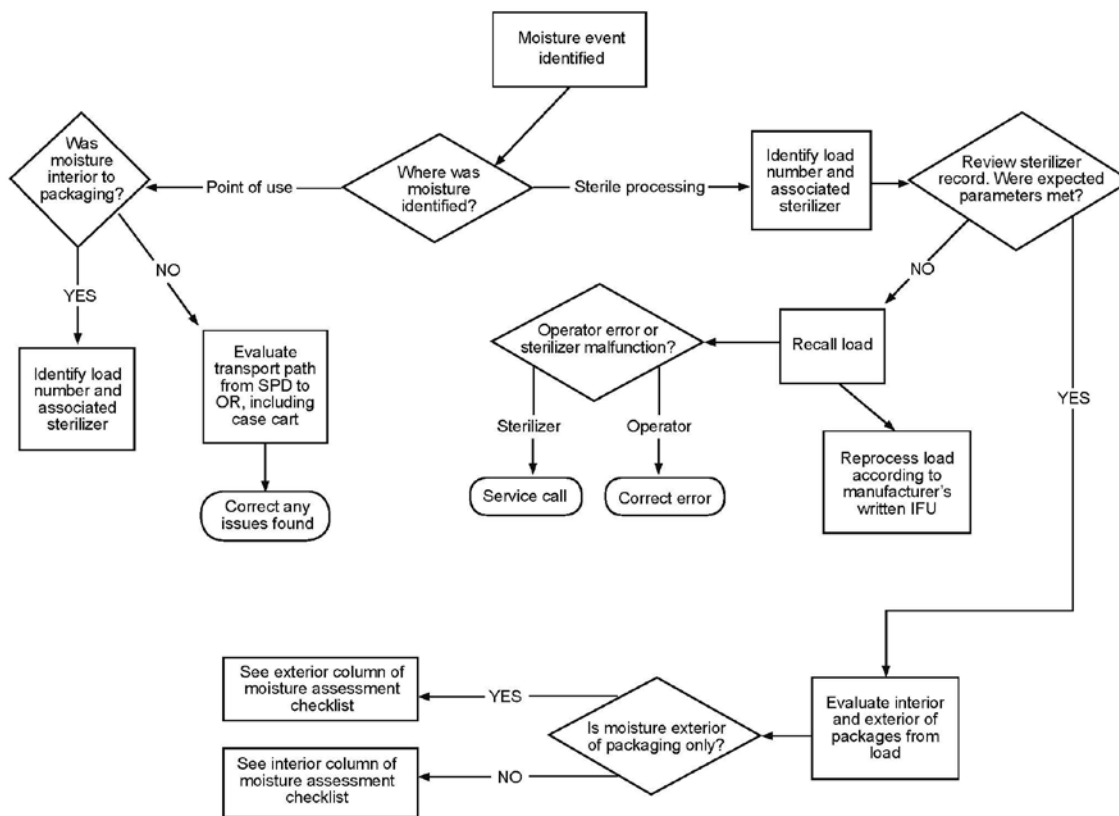 Moisture event
identified
Was
moisture
interior to
packaging?
Point of use
Where was
moisture
identified?
Sterile processing
Identify load
number and
associated
sterilizer
Review sterilizer
record. Were expected
parameters met?
YES
NO
NO
YES
Identify load
number and
associated
sterilizer
Evaluate
transport path
from SPD to
OR, including
case cart
Correct any
issues found
Operator error or
sterilizer malfunction?
Recall load
Sterilizer
Operator
Service call
Correct error
Reprocess load
according to
manufacturer's
written IFU
See exterior column of
moisture assessment
checklist
YES
Is moisture exterior
of packaging only?
Evaluate interior
and exterior of
packages from
load
NO
See interior column of
moisture assessment
checklist